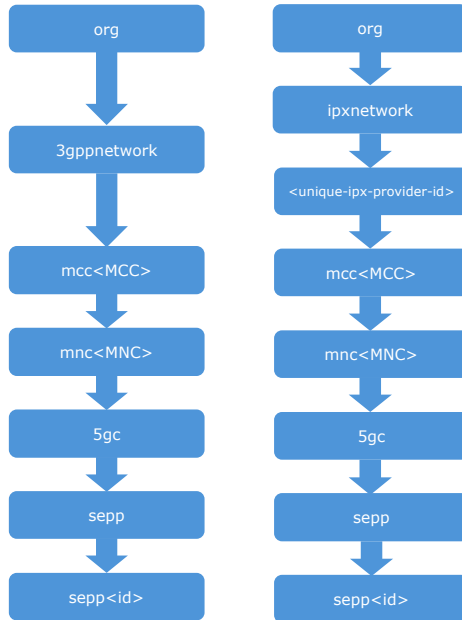 org
3gppnetwork
mcc<MCC>
mnc<MNC>
5gc
sepp
sepp<id>
org
ipxnetwork
<unique-ipx-provider-id>
mcc<MCC>
mnc<MNC>
5gc
sepp
sepp<id>